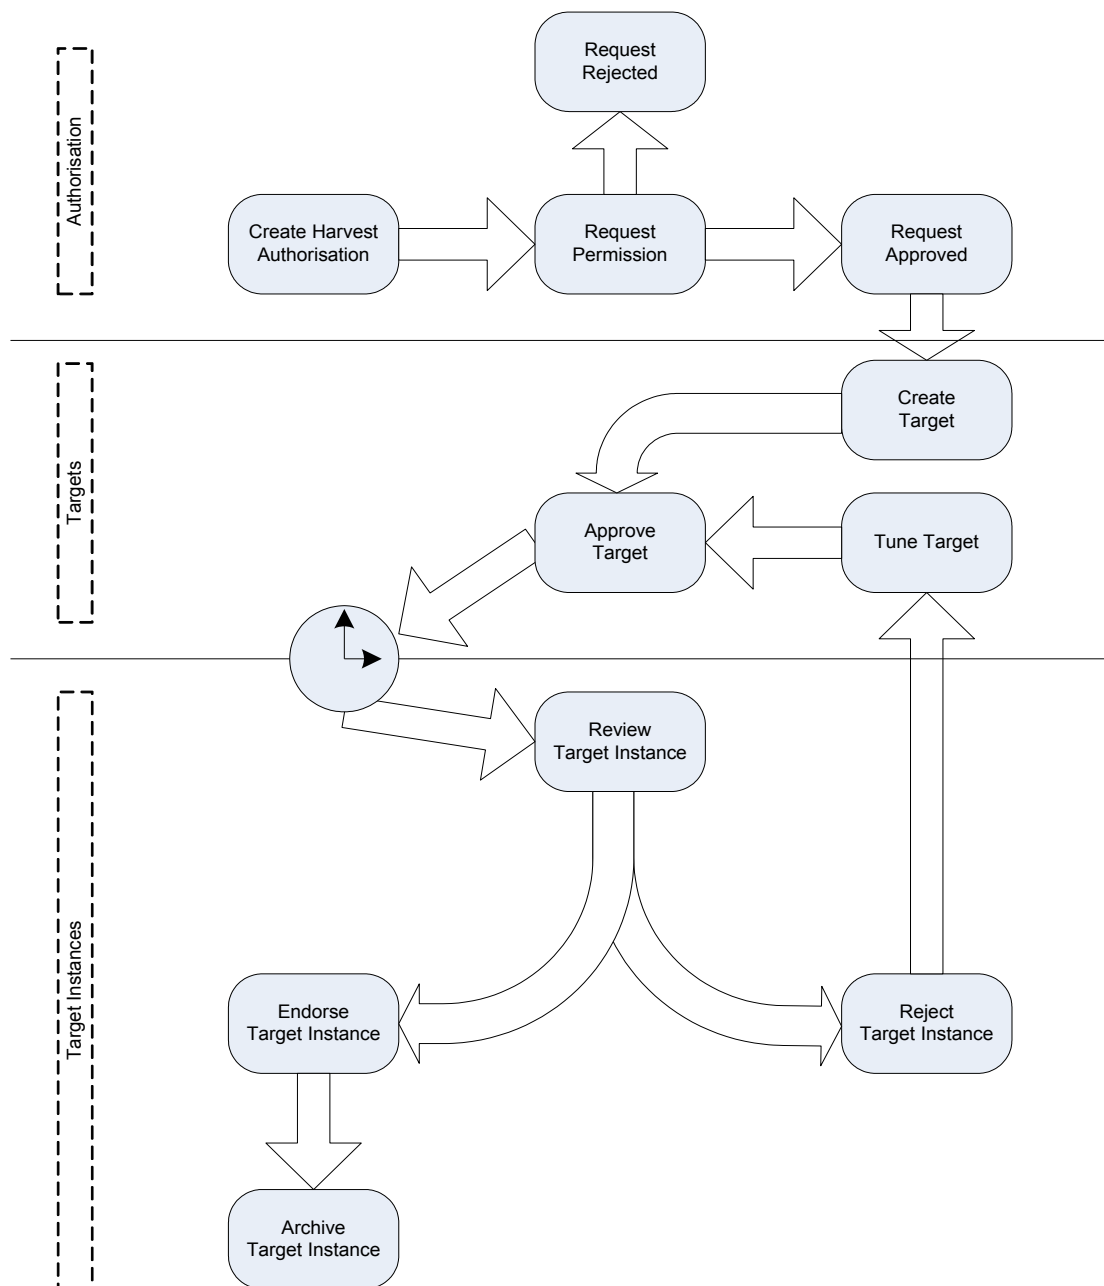 Authorisation
Request
Rejected
Create Harvest
Authorisation
Request
Permission
Request
Approved
Targets
Create
Target
Approve
Target
Tune Target
Target Instances
Review
Target Instance
Endorse
Target Instance
Reject
Target Instance
Archive
Target Instance